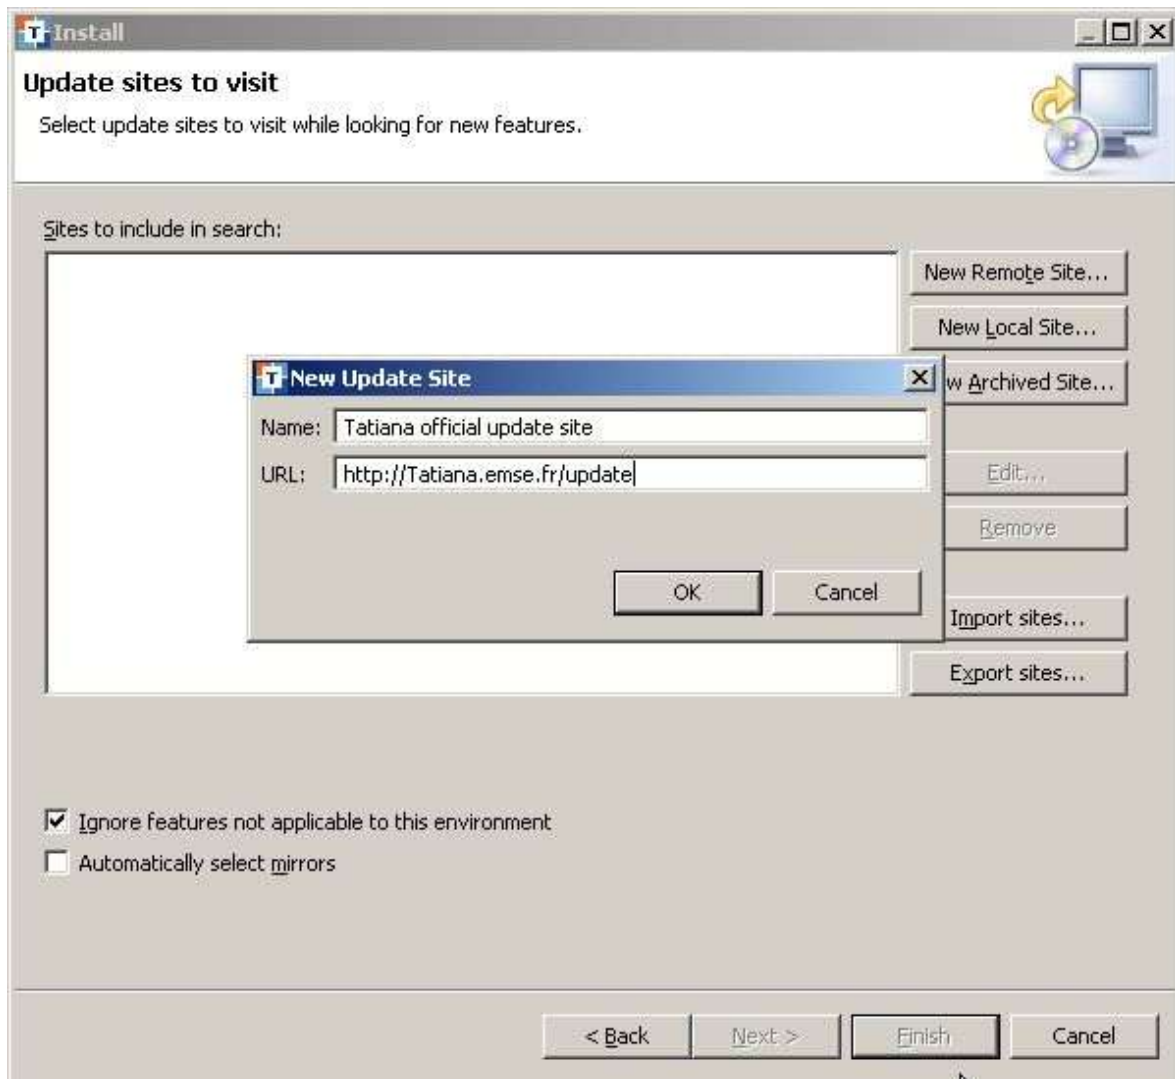 T Install
Update sites to visit
Select update sites to visit while looking for new features.
Sites to include in search:
New Remote Site...
New Local Site...
w Archived Site...
T New Update Site
Name: Tatiana official update site
URL: http://Tatiana.emse.fr/update
OK Cancel
Edit...
Remove
Import sites...
Export sites...
Ignore features not applicable to this environment
Automatically select mirrors
< Back Next > Finish Cancel